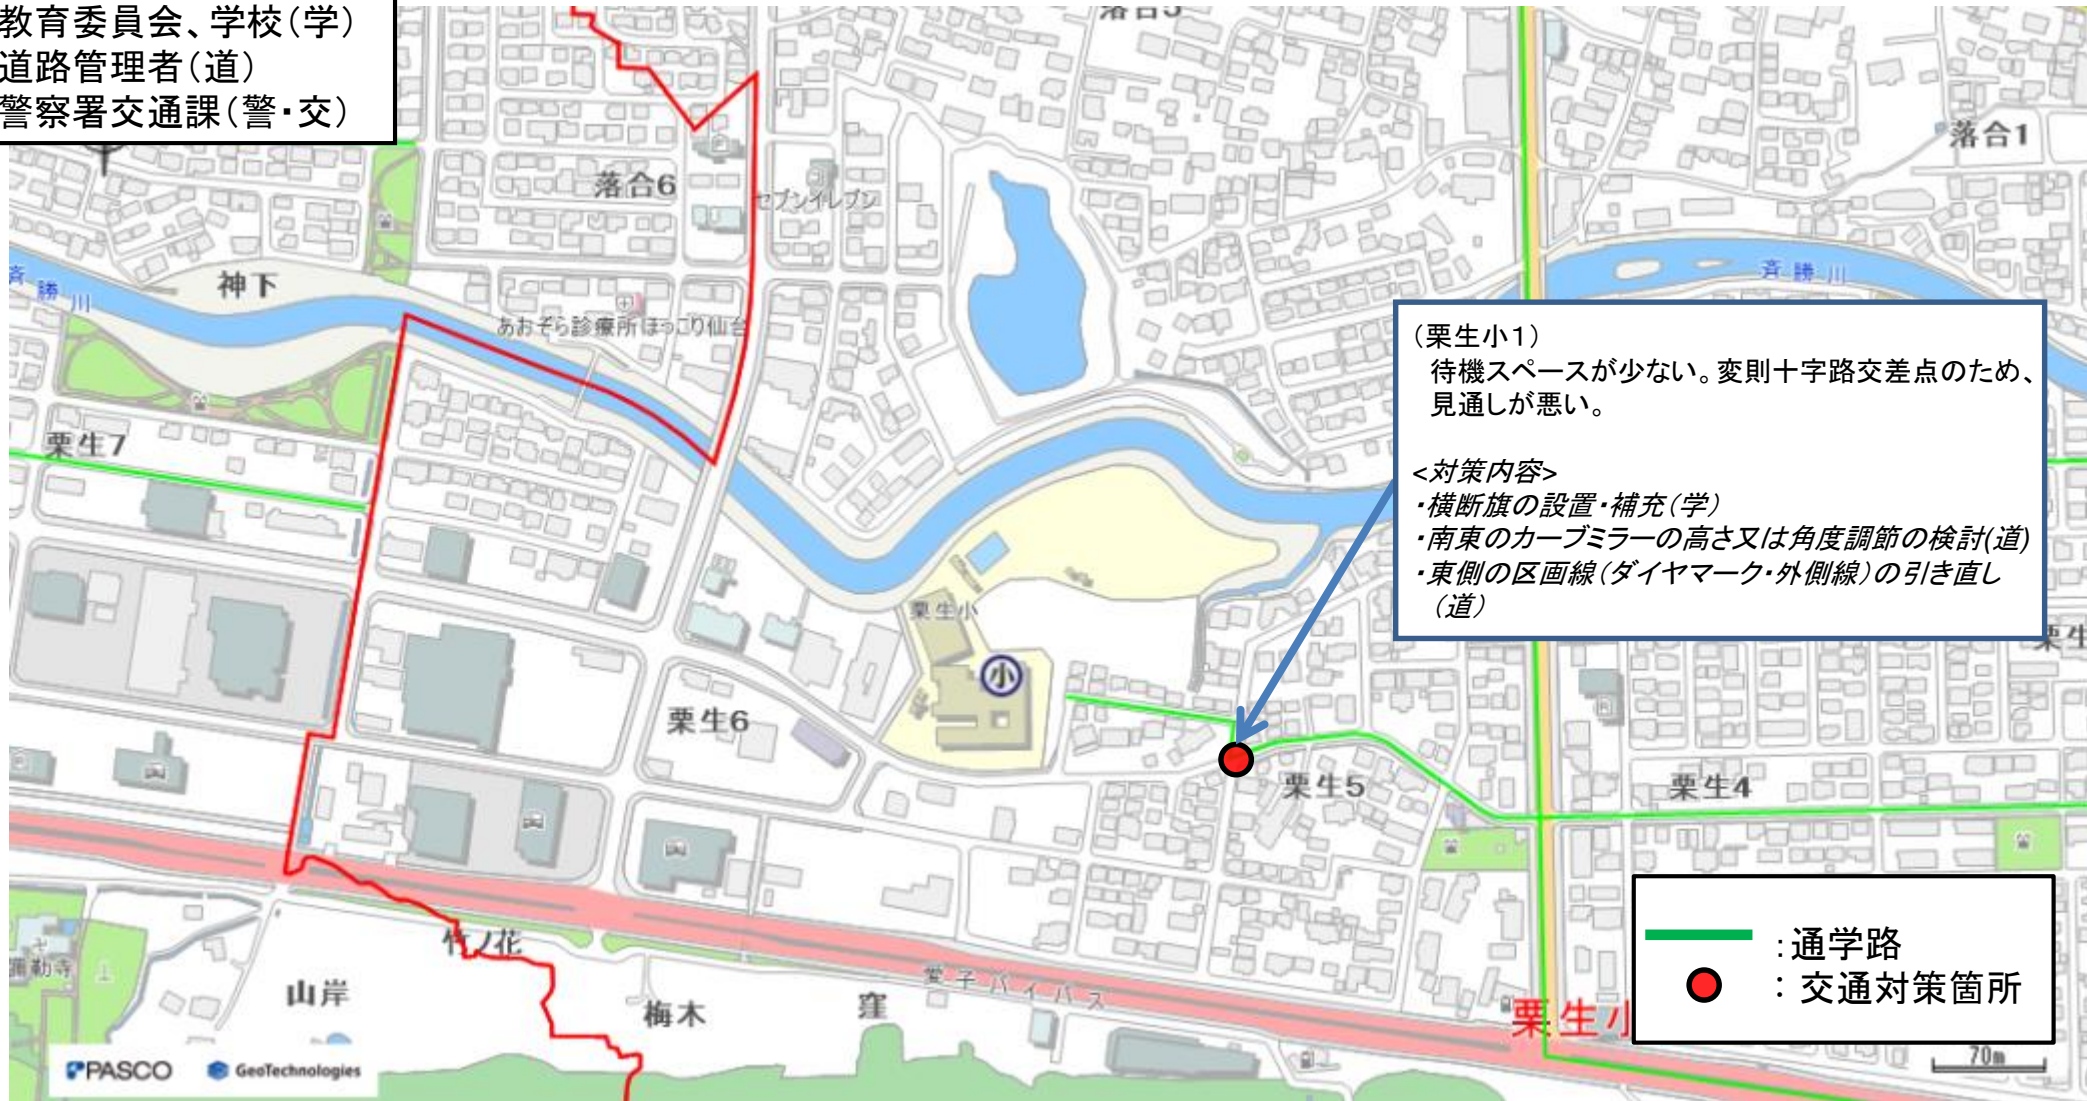 教育委員会、学校(学)
道路管理者(道)
警察署交通課(警・交)
落合5
落合1
落合6
セブンイレブン
斉勝川
神下
斉勝川
あおぞら診療所ほっこり仙台
(栗生小1)
待機スペースが少ない。変則十字路交差点のため、
見通しが悪い。
<対策内容>
・横断旗の設置・補充(学)
・南東のカーブミラーの高さ又は角度調節の検討(道)
・東側の区画線(ダイヤマーク・外側線)の引き直し
(道)
栗生7
栗生小
小
栗生6
栗生5
栗生4
竹ノ花
山岸
梅木
窪
愛子バイパス
栗生小
:通学路
:交通対策箇所
70m
PASCO
GeoTechnologies